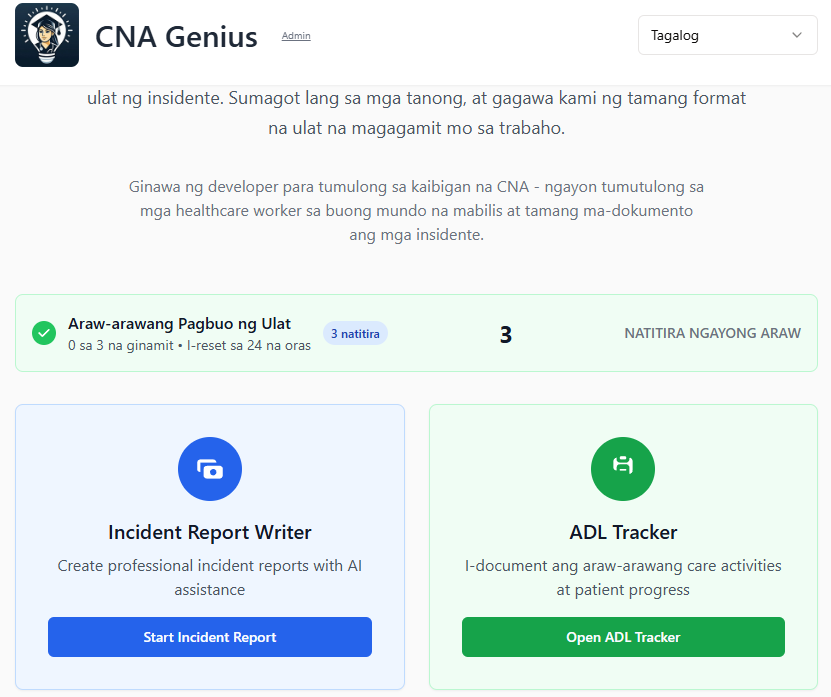 CNA Genius
Admin
Tagalog
ulat ng insidente. Sumagot lang sa mga tanong, at gagawa kami ng tamang format
na ulat na magagamit mo sa trabaho.
Ginawa ng developer para tumulong sa kaibigan na CNA - ngayon tumutulong sa
mga healthcare worker sa buong mundo na mabilis at tamang ma-dokumento
ang mga insidente.
Araw-arawang Pagbuo ng Ulat
0 sa 3 na ginamit • I-reset sa 24 na oras
3 natitira
3
NATITIRA NGAYONG ARAW
Incident Report Writer
Create professional incident reports with AI
assistance
Start Incident Report
ADL Tracker
I-document ang araw-arawang care activities
at patient progress
Open ADL Tracker